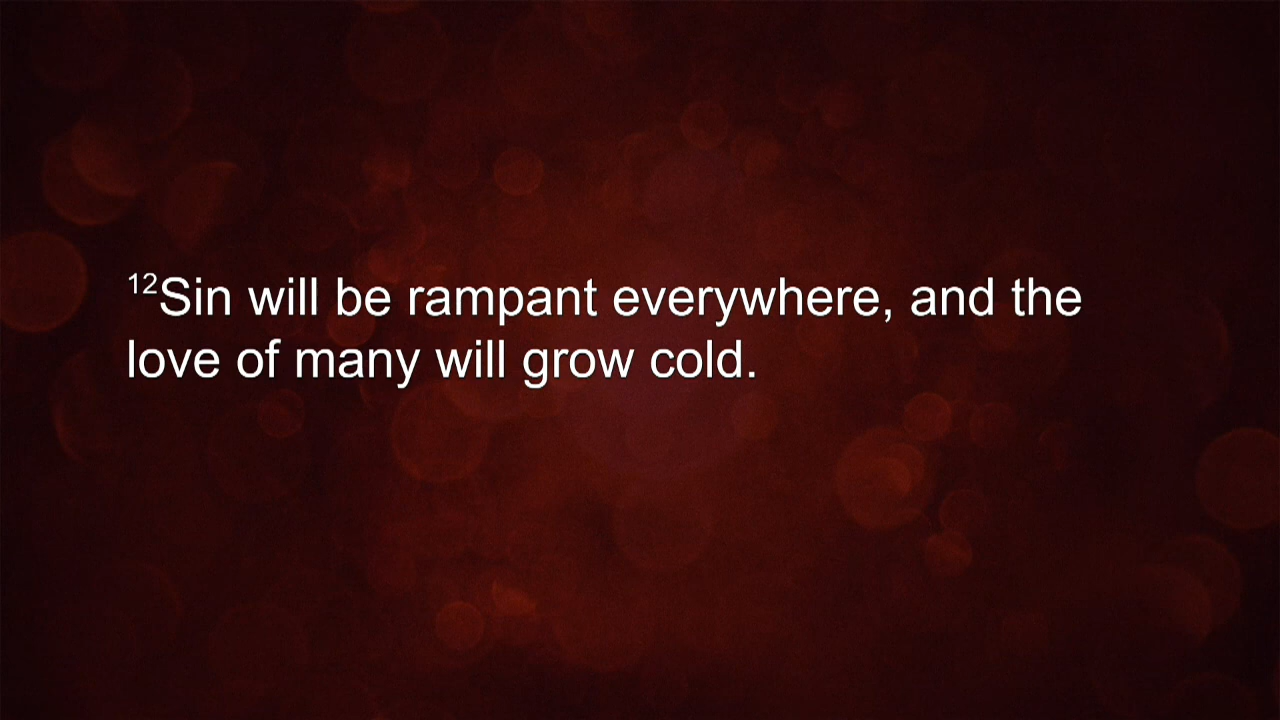 ¹²Sin will be rampant everywhere, and the
love of many will grow cold.